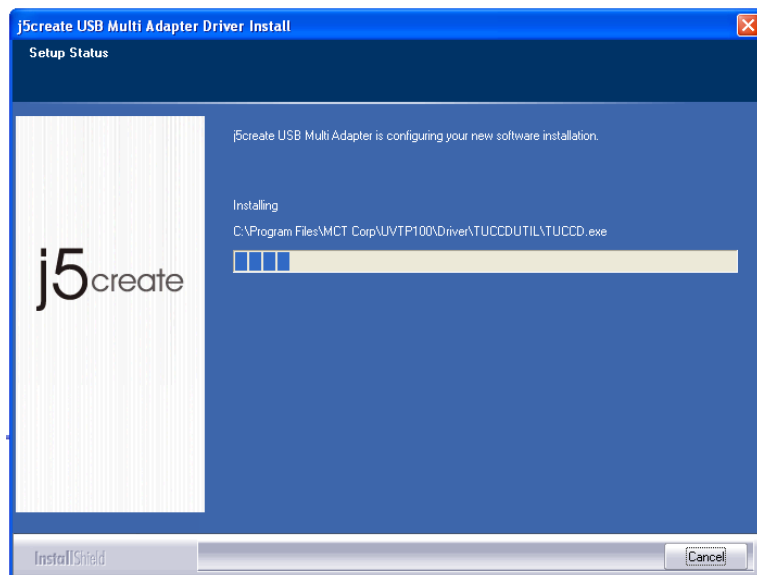 j5create USB Multi Adapter Driver Install
Setup Status
j5create USB Multi Adapter is configuring your new software installation.
Installing
C:\Program Files\MCT Corp\UVTP100\Driver\TUCCDUTIL\TUCCD.exe
j5create
InstallShield
Cancel